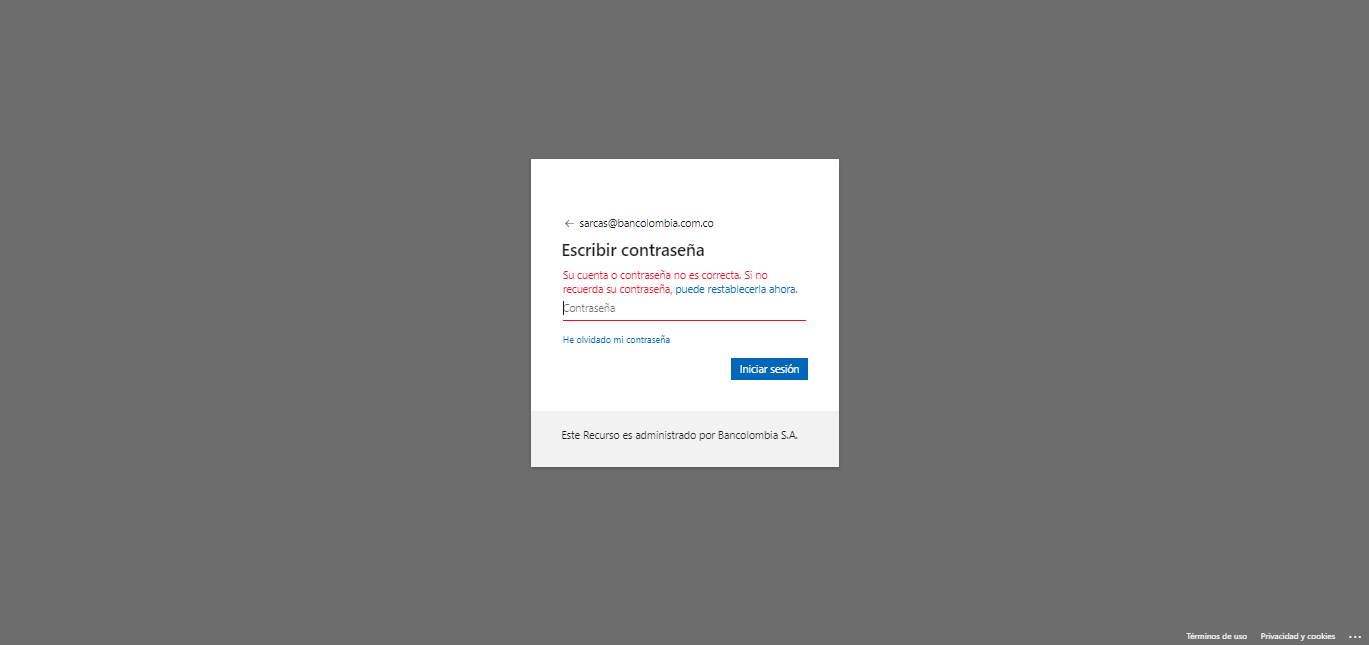 ← sarcas@bancolombia.com.co
Escribir contraseña
Su cuenta o contraseña no es correcta. Si no
recuerda su contraseña, puede restablecerla ahora.
Contraseña
He olvidado mi contraseña
Iniciar sesión
Este Recurso es administrado por Bancolombia S.A.
Términos de uso Privacidad y cookies ...